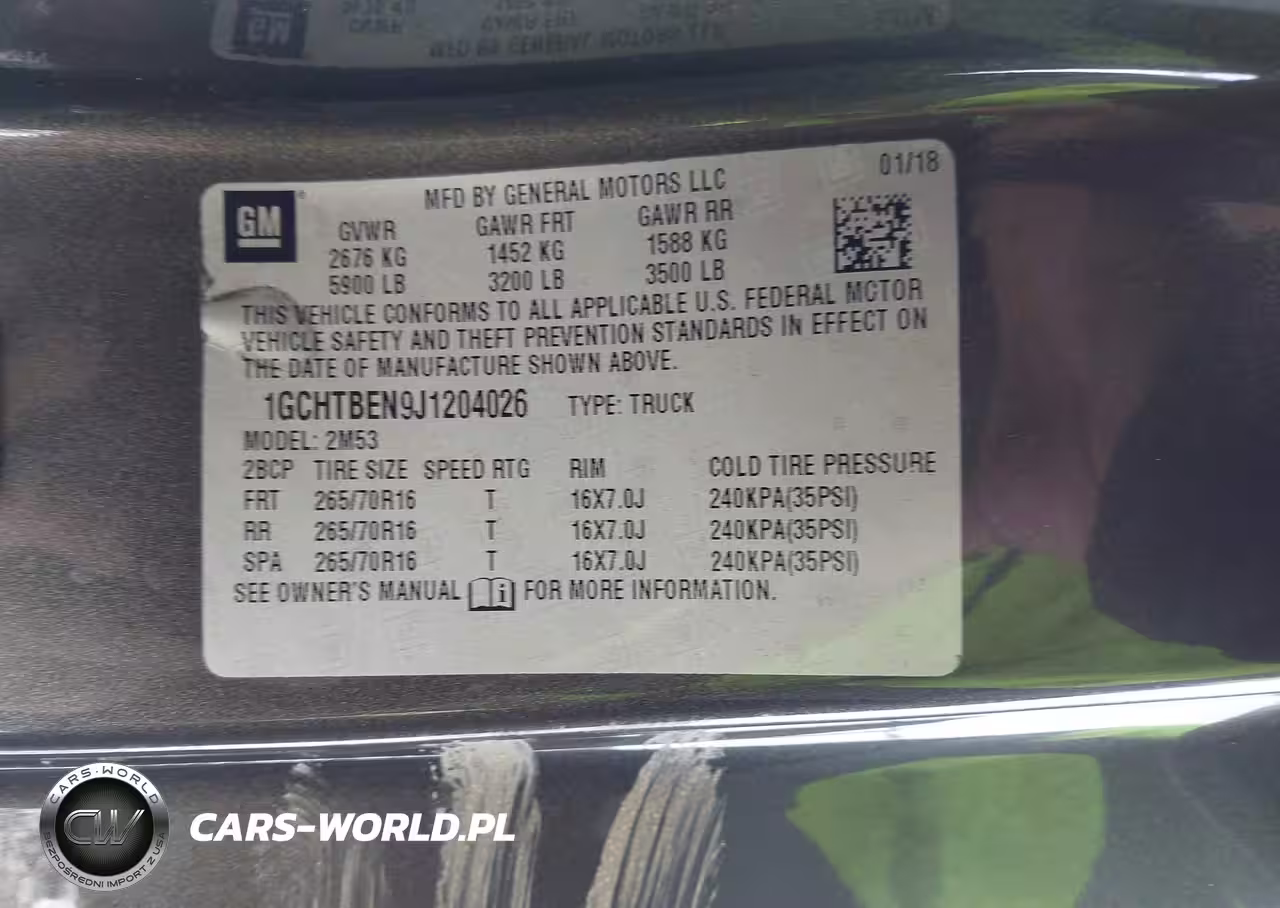 GM
MFD BY GENERAL MOTORS LLC 01/18
GVWR GAWR FRT GAWR RR
2676 KG 1452 KG 1588 KG
5900 LB 3200 LB 3500 LB
THIS VEHICLE CONFORMS TO ALL APPLICABLE U.S. FEDERAL MOTOR
VEHICLE SAFETY AND THEFT PREVENTION STANDARDS IN EFFECT ON
THE DATE OF MANUFACTURE SHOWN ABOVE.
1GCHTBEN9J1204026 TYPE: TRUCK
MODEL: 2M53
2BCP TIRE SIZE SPEED RTG RIM COLD TIRE PRESSURE
FRT 265/70R16 T 16X7.0J 240KPA(35PSI)
RR 265/70R16 T 16X7.0J 240KPA(35PSI)
SPA 265/70R16 T 16X7.0J 240KPA(35PSI)
SEE OWNER'S MANUAL i FOR MORE INFORMATION.
CARS-WORLD
CW
BEZPOŚREDNI IMPORT Z USA
CARS-WORLD.PL